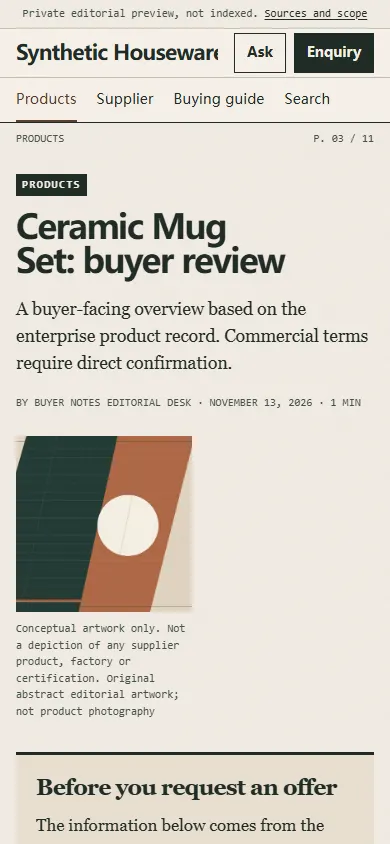 Private editorial preview, not indexed. Sources and scope
Synthetic Houseware
Ask
Enquiry
Products
Supplier
Buying guide
Search
PRODUCTS
P. 03 / 11
PRODUCTS
Ceramic Mug
Set: buyer review
A buyer-facing overview based on the
enterprise product record. Commercial terms
require direct confirmation.
BY BUYER NOTES EDITORIAL DESK · NOVEMBER 13, 2026 · 1 MIN
Conceptual artwork only. Not
a depiction of any supplier
product, factory or
certification. Original
abstract editorial artwork;
not product photography
Before you request an offer
The information below comes from the